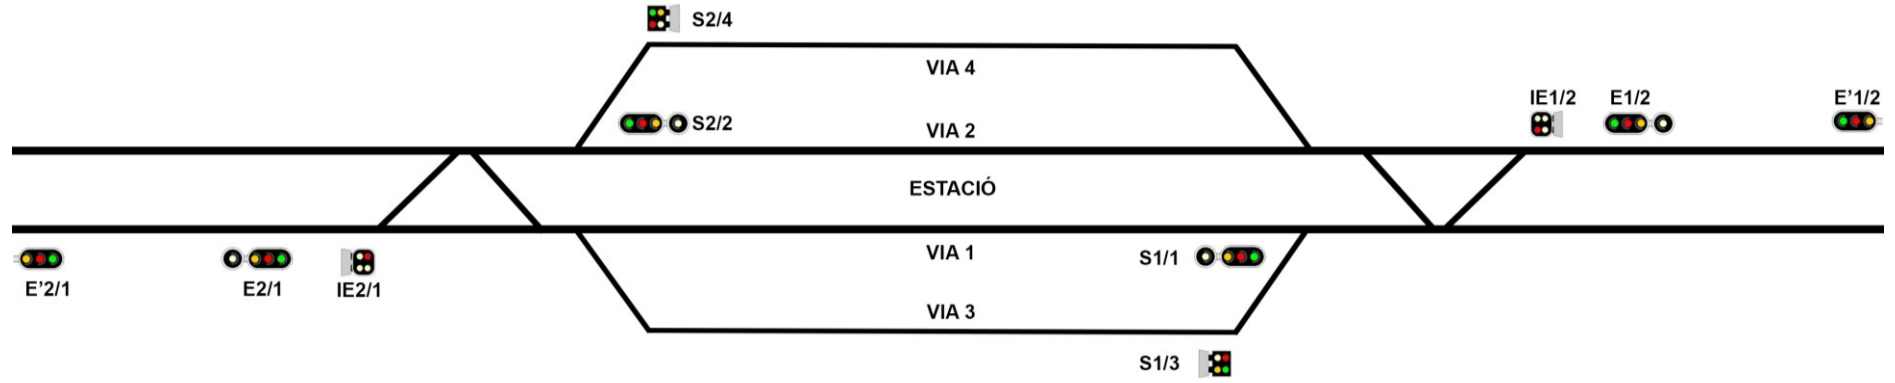 S2/4
VIA 4
IE1/2
E1/2
E’1/2
S2/2
VIA 2
ESTACIÓ
VIA 1
S1/1
E’2/1
E2/1
IE2/1
VIA 3
S1/3